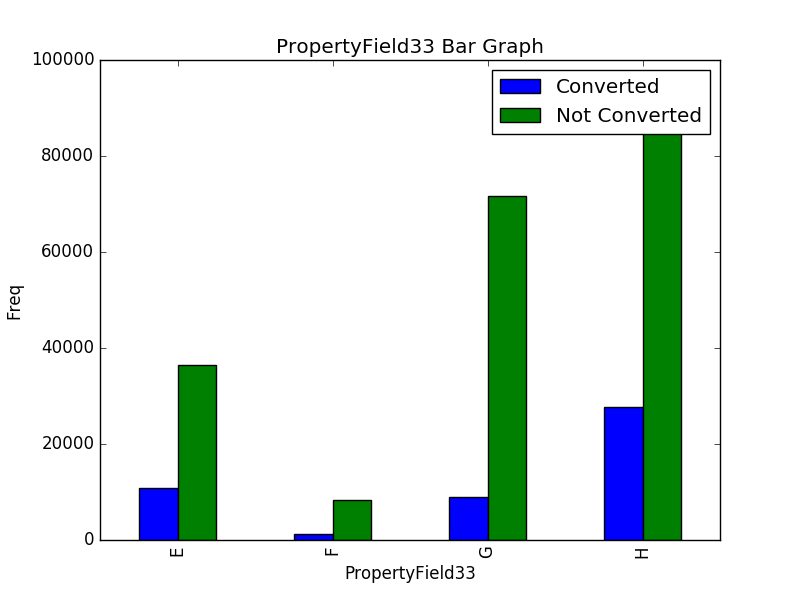 PropertyField33 Bar Graph
100000
80000
60000
40000
20000
0
Freq
Converted
Not Converted
E
F
G
H
PropertyField33